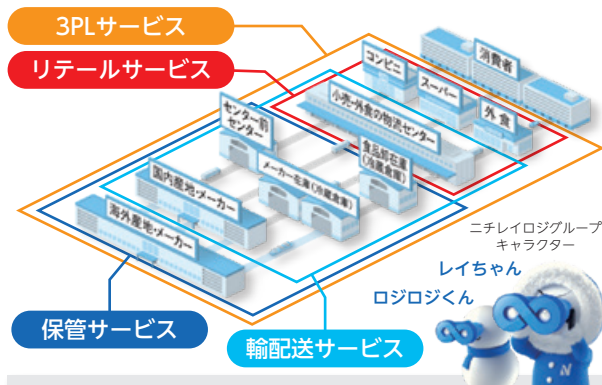 3PLサービス
リテールサービス
コンビニ
スーパー
消費者
外食
小売・外食の物流センター
センター前
センター
食品卸在庫
(冷蔵倉庫)
メーカー在庫(冷蔵倉庫)
国内産地・メーカー
海外産地・メーカー
ニチレイロジグループ
キャラクター
レイちゃん
ロジロジくん
保管サービス
輸配送サービス
N